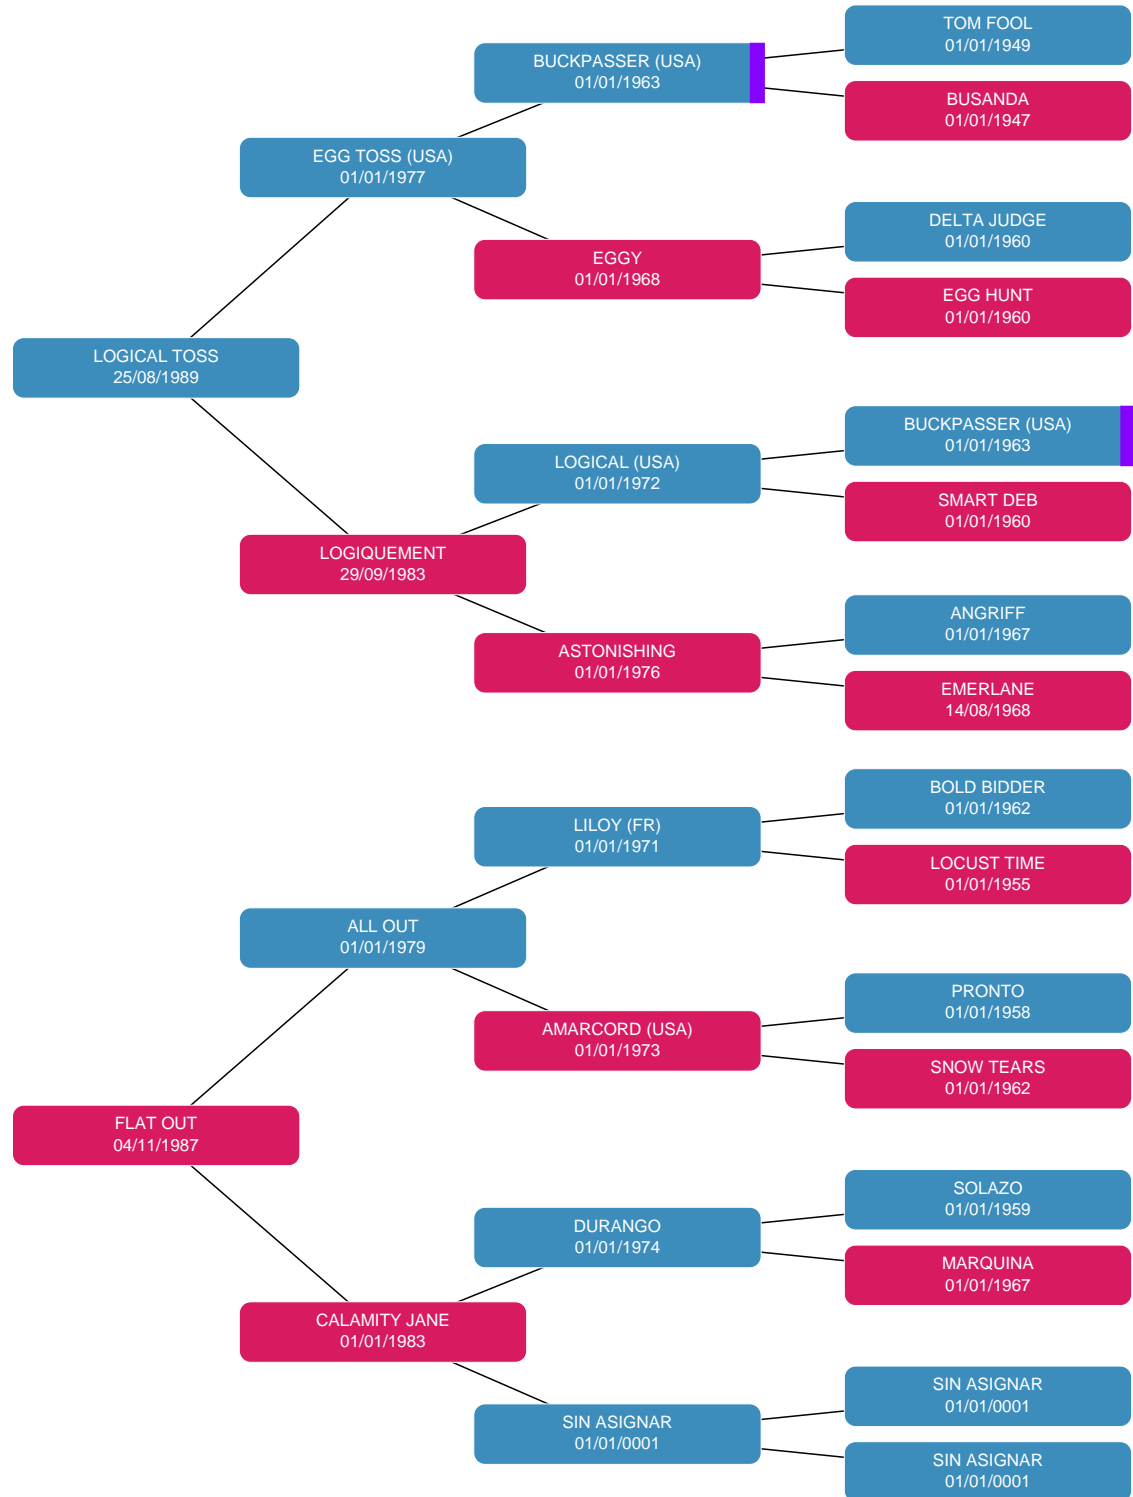 TOM FOOL
01/01/1949
BUCKPASSER (USA)
01/01/1963
BUSANDA
01/01/1947
EGG TOSS (USA)
01/01/1977
DELTA JUDGE
01/01/1960
EGGY
01/01/1968
EGG HUNT
01/01/1960
LOGICAL TOSS
25/08/1989
BUCKPASSER (USA)
01/01/1963
LOGICAL (USA)
01/01/1972
SMART DEB
01/01/1960
LOGIQUEMENT
29/09/1983
ANGRIFF
01/01/1967
ASTONISHING
01/01/1976
EMERLANE
14/08/1968
BOLD BIDDER
01/01/1962
LILOY (FR)
01/01/1971
LOCUST TIME
01/01/1955
ALL OUT
01/01/1979
PRONTO
01/01/1958
AMARCORD (USA)
01/01/1973
SNOW TEARS
01/01/1962
FLAT OUT
04/11/1987
SOLAZO
01/01/1959
DURANGO
01/01/1974
MARQUINA
01/01/1967
CALAMITY JANE
01/01/1983
SIN ASIGNAR
01/01/0001
SIN ASIGNAR
01/01/0001
SIN ASIGNAR
01/01/0001